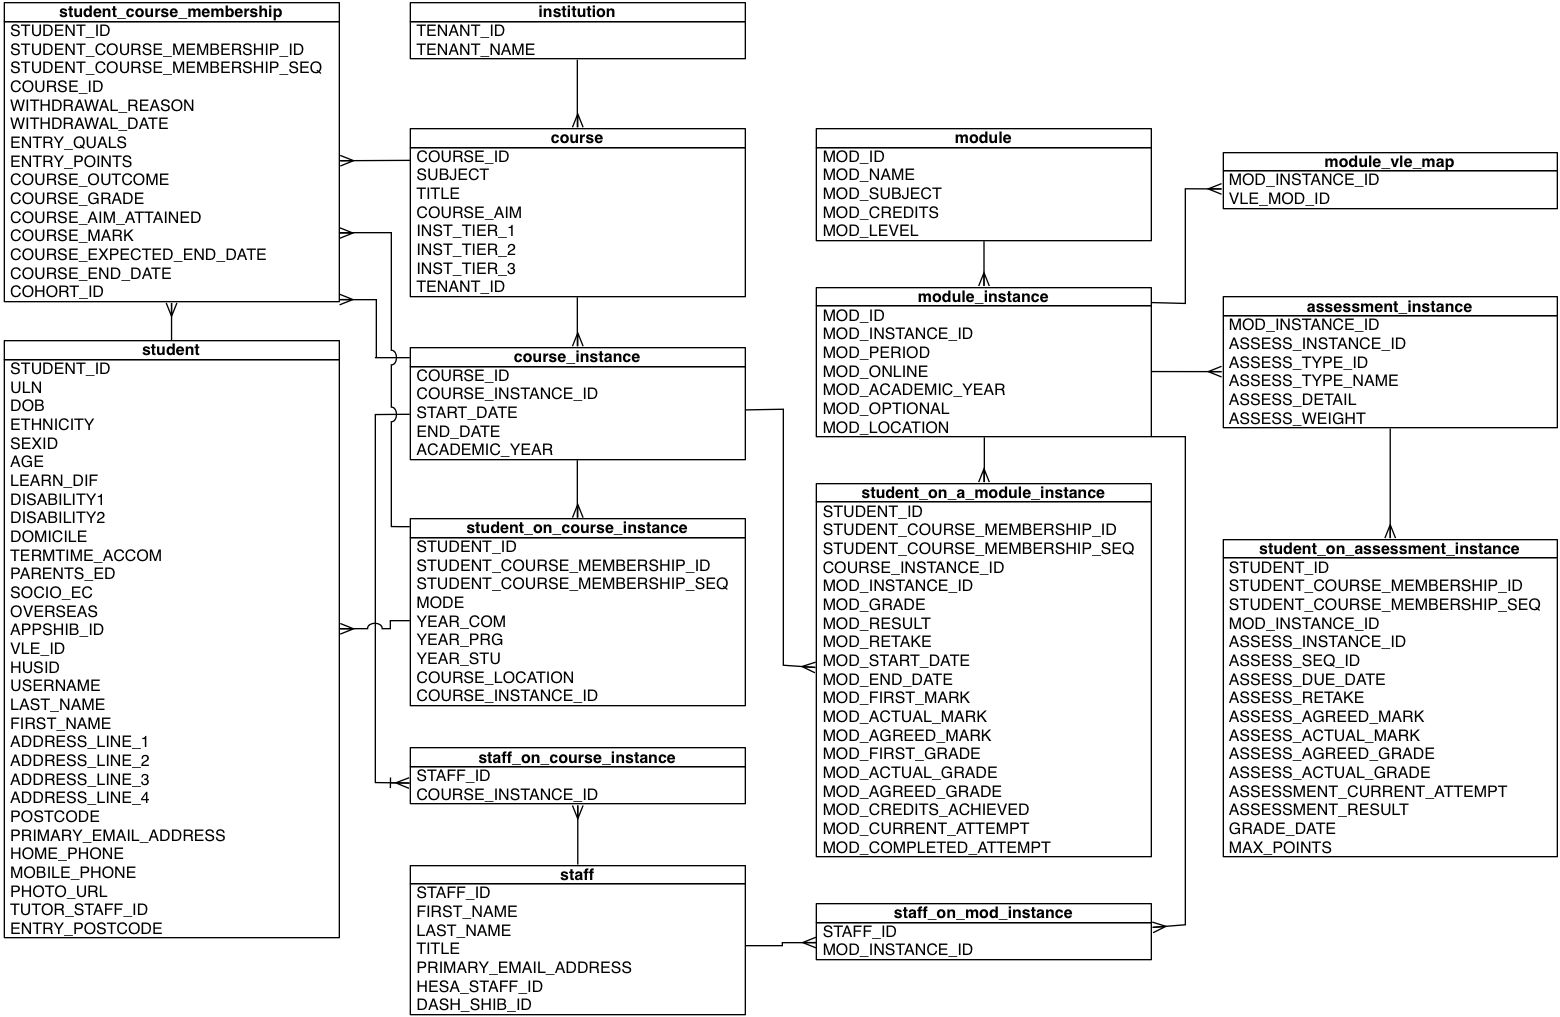 student_course_membership
STUDENT_ID
STUDENT_COURSE_MEMBERSHIP_ID
STUDENT_COURSE_MEMBERSHIP_SEQ
COURSE_ID
WITHDRAWAL_REASON
WITHDRAWAL_DATE
ENTRY_QUALS
ENTRY_POINTS
COURSE_OUTCOME
COURSE_GRADE
COURSE_AIM_ATTAINED
COURSE_MARK
COURSE_EXPECTED_END_DATE
COURSE_END_DATE
COHORT_ID
student
STUDENT_ID
ULN
DOB
ETHNICITY
SEXID
AGE
LEARN_DIF
DISABILITY1
DISABILITY2
DOMICILE
TERMTIME_ACCOM
PARENTS_ED
SOCIO_EC
OVERSEAS
APPSHIB_ID
VLE_ID
HUSID
USERNAME
LAST_NAME
FIRST_NAME
ADDRESS_LINE_1
ADDRESS_LINE_2
ADDRESS_LINE_3
ADDRESS_LINE_4
POSTCODE
PRIMARY_EMAIL_ADDRESS
HOME_PHONE
MOBILE_PHONE
PHOTO_URL
TUTOR_STAFF_ID
ENTRY_POSTCODE
institution
TENANT_ID
TENANT_NAME
course
COURSE_ID
SUBJECT
TITLE
COURSE_AIM
INST_TIER_1
INST_TIER_2
INST_TIER_3
TENANT_ID
course_instance
COURSE_ID
COURSE_INSTANCE_ID
START_DATE
END_DATE
ACADEMIC_YEAR
student_on_course_instance
STUDENT_ID
STUDENT_COURSE_MEMBERSHIP_ID
STUDENT_COURSE_MEMBERSHIP_SEQ
MODE
YEAR_COM
YEAR_PRG
YEAR_STU
COURSE_LOCATION
COURSE_INSTANCE_ID
staff_on_course_instance
STAFF_ID
COURSE_INSTANCE_ID
staff
STAFF_ID
FIRST_NAME
LAST_NAME
TITLE
PRIMARY_EMAIL_ADDRESS
HESA_STAFF_ID
DASH_SHIB_ID
module
MOD_ID
MOD_NAME
MOD_SUBJECT
MOD_CREDITS
MOD_LEVEL
module_instance
MOD_ID
MOD_INSTANCE_ID
MOD_PERIOD
MOD_ONLINE
MOD_ACADEMIC_YEAR
MOD_OPTIONAL
MOD_LOCATION
student_on_a_module_instance
STUDENT_ID
STUDENT_COURSE_MEMBERSHIP_ID
STUDENT_COURSE_MEMBERSHIP_SEQ
COURSE_INSTANCE_ID
MOD_INSTANCE_ID
MOD_GRADE
MOD_RESULT
MOD_RETAKE
MOD_START_DATE
MOD_END_DATE
MOD_FIRST_MARK
MOD_ACTUAL_MARK
MOD_AGREED_MARK
MOD_FIRST_GRADE
MOD_ACTUAL_GRADE
MOD_AGREED_GRADE
MOD_CREDITS_ACHIEVED
MOD_CURRENT_ATTEMPT
MOD_COMPLETED_ATTEMPT
staff_on_mod_instance
STAFF_ID
MOD_INSTANCE_ID
module_vle_map
MOD_INSTANCE_ID
VLE_MOD_ID
assessment_instance
MOD_INSTANCE_ID
ASSESS_INSTANCE_ID
ASSESS_TYPE_ID
ASSESS_TYPE_NAME
ASSESS_DETAIL
ASSESS_WEIGHT
student_on_assessment_instance
STUDENT_ID
STUDENT_COURSE_MEMBERSHIP_ID
STUDENT_COURSE_MEMBERSHIP_SEQ
MOD_INSTANCE_ID
ASSESS_INSTANCE_ID
ASSESS_SEQ_ID
ASSESS_DUE_DATE
ASSESS_RETAKE
ASSESS_AGREED_MARK
ASSESS_ACTUAL_MARK
ASSESS_AGREED_GRADE
ASSESS_ACTUAL_GRADE
ASSESSMENT_CURRENT_ATTEMPT
ASSESSMENT_RESULT
GRADE_DATE
MAX_POINTS